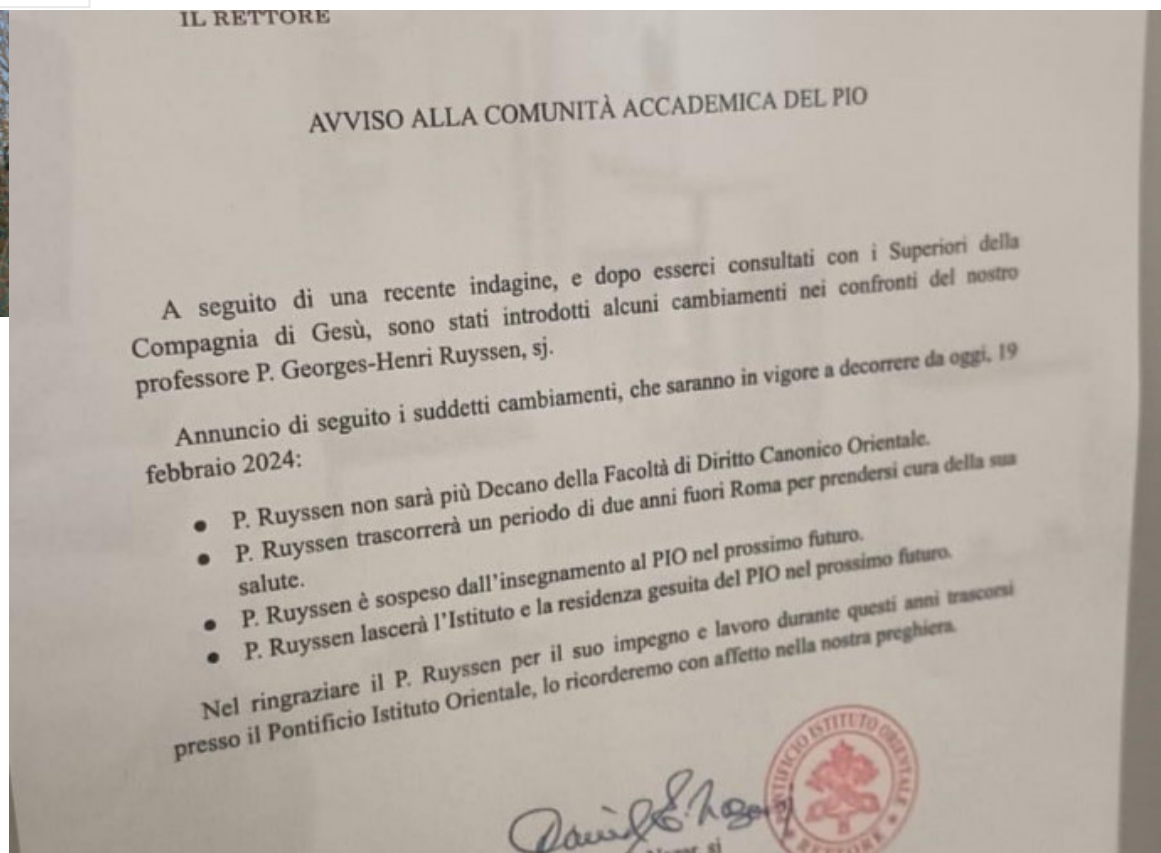 IL RETTORE
AVVISO ALLA COMUNITÀ ACCADEMICA DEL PIO
A seguito di una recente indagine, e dopo esserci consultati con i Superiori della
Compagnia di Gesù, sono stati introdotti alcuni cambiamenti nei confronti del nostro
professore P. Georges-Henri Ruyssen, sj.
Annuncio di seguito i suddetti cambiamenti, che saranno in vigore a decorrere da oggi, 19
febbraio 2024:
● P. Ruyssen non sarà più Decano della Facoltà di Diritto Canonico Orientale.
● P. Ruyssen trascorrerà un periodo di due anni fuori Roma per prendersi cura della sua
salute.
● P. Ruyssen è sospeso dall'insegnamento al PIO nel prossimo futuro.
● P. Ruyssen lascerà l'Istituto e la residenza gesuita del PIO nel prossimo futuro.
Nel ringraziare il P. Ruyssen per il suo impegno e lavoro durante questi anni trascorsi
presso il Pontificio Istituto Orientale, lo ricorderemo con affetto nella nostra preghiera.
PONTIFICIO ISTITUTO ORIENTALE
RETTORE
sj